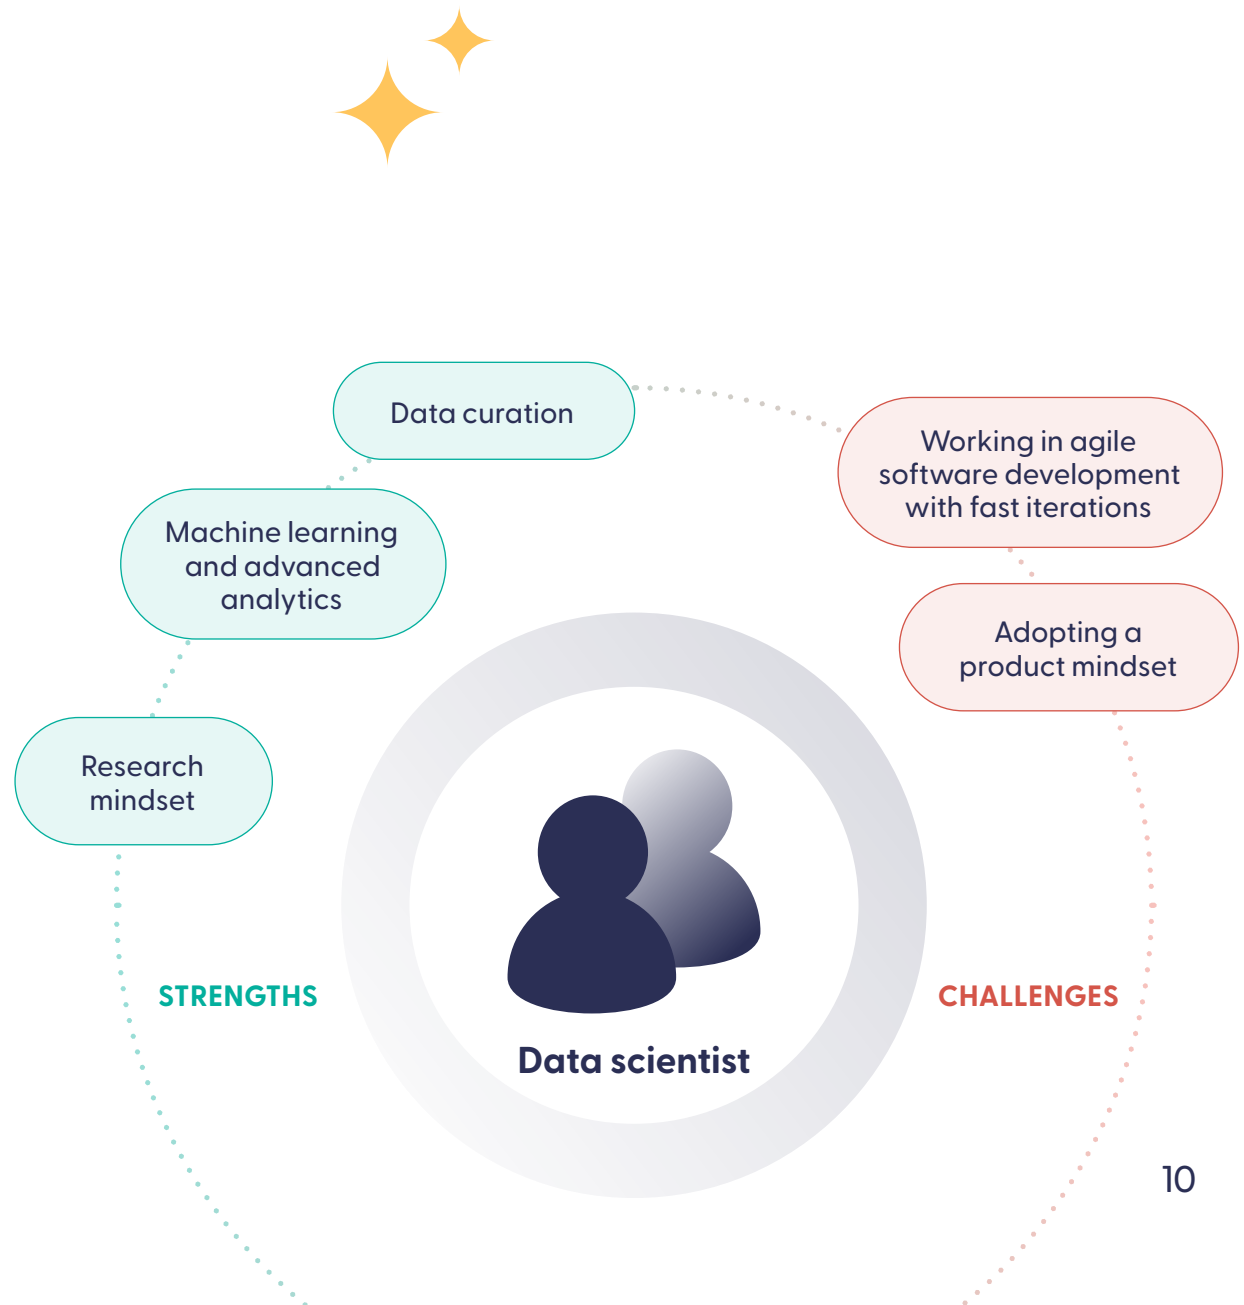 Data curation
Working in agile
software development
with fast iterations
Machine learning
and advanced
analytics
Adopting a
product mindset
Research
mindset
STRENGTHS
CHALLENGES
Data scientist
10